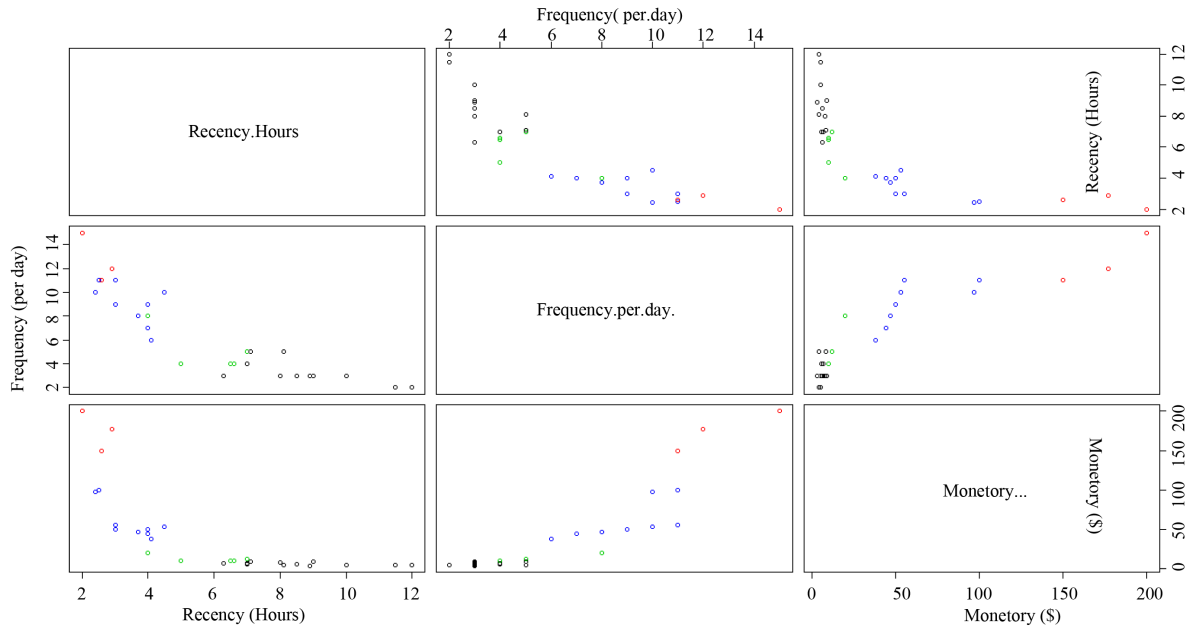 Frequency( per.day)
2 4 6 8 10 12 14
Recency.Hours
2 4 6 8 10 12
Recency (Hours)
Frequency (per day)
2 4 6 8 10 12 14
Frequency.per.day.
Monetory...
0 50 100 150 200
Monetory ($)
2 4 6 8 10 12
Recency (Hours)
0 50 100 150 200
Monetory ($)